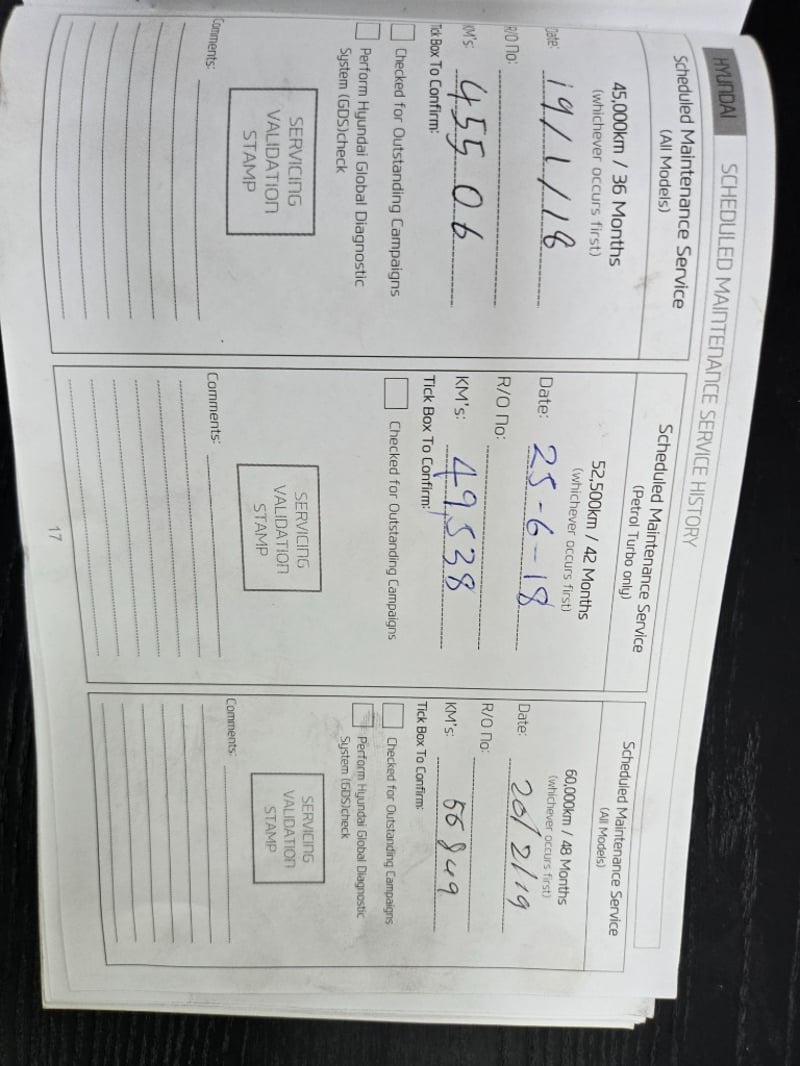 HYUNDAI SCHEDULED MAINTENANCE SERVICE HISTORY
Scheduled Maintenance Service
(All Models)
45,000km / 36 Months
(whichever occurs first)
Date: 19/1/18
R/O No:
KM's: 45506
Tick Box To Confirm:
Checked for Outstanding Campaigns
Perform Hyundai Global Diagnostic
System (GDS)check
SERVICING
VALIDATION
STAMP
Comments:
Scheduled Maintenance Service
(Petrol Turbo only)
52,500km / 42 Months
(whichever occurs first)
Date: 25-6-18
R/O No:
KM's: 49,538
Tick Box To Confirm:
Checked for Outstanding Campaigns
SERVICING
VALIDATION
STAMP
Comments:
17
Scheduled Maintenance Service
(All Models)
60,000km / 48 Months
(whichever occurs first)
Date: 20/2/19
R/O No:
KM's: 56849
Tick Box To Confirm:
Checked for Outstanding Campaigns
Perform Hyundai Global Diagnostic
System (GDS)check
SERVICING
VALIDATION
STAMP
Comments: